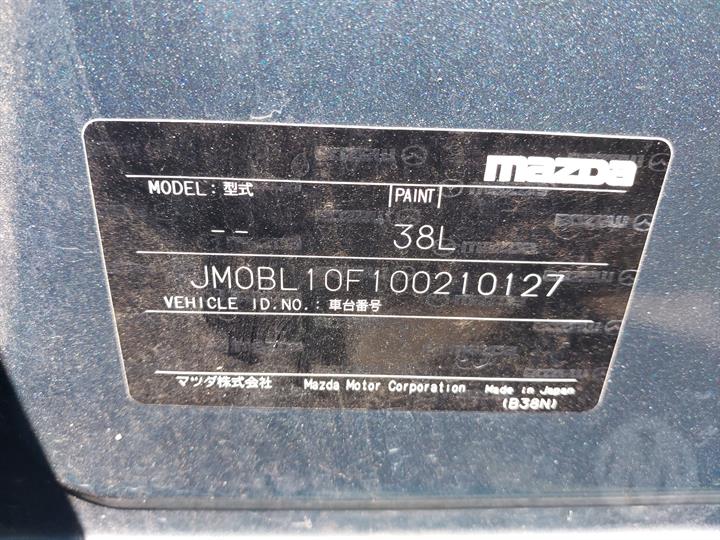 mazda
MODEL: 型式 PAINT
-- 38L
JM0BL10F100210127
VEHICLE ID.NO.: 車台番号
マツダ株式会社 Mazda Motor Corporation Made in Japan
(B38N)